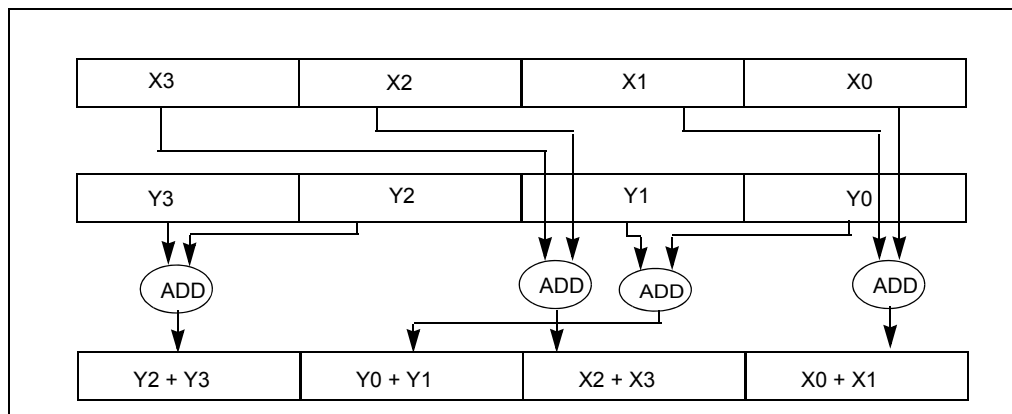 X3 X2 X1 X0
Y3 Y2 Y1 Y0
ADD ADD ADD ADD
Y2 + Y3 Y0 + Y1 X2 + X3 X0 + X1